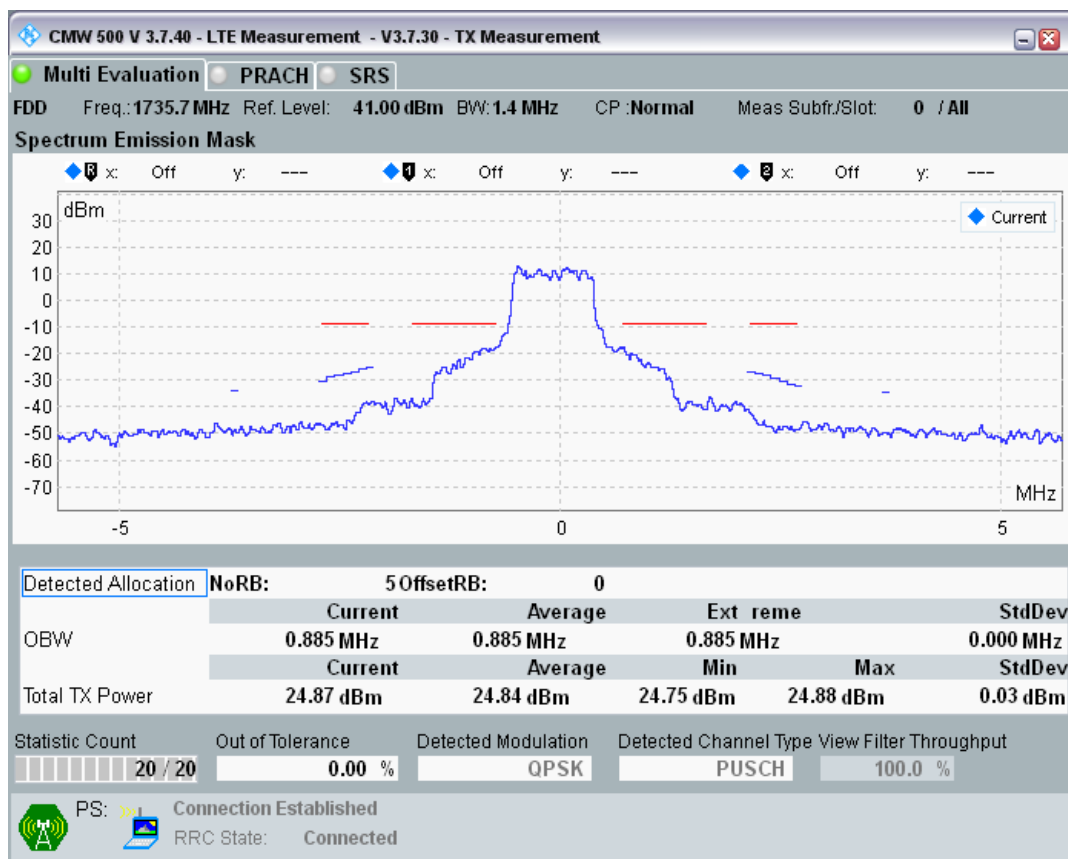 CMW 500 V 3.7.40 - LTE Measurement - V3.7.30 - TX Measurement
Multi Evaluation PRACH SRS
FDD Freq.: 1735.7 MHz Ref. Level: 41.00 dBm BW: 1.4 MHz CP :Normal Meas Subfr./Slot: 0 / All
Spectrum Emission Mask
R x: Off y: --- 1 x: Off y: --- 2 x: Off y: ---
dBm
Current
30
20
10
0
-10
-20
-30
-40
-50
-60
-70
MHz
-5 0 5
Detected Allocation NoRB: 5 OffsetRB: 0
Current Average Ext reme StdDev
OBW 0.885 MHz 0.885 MHz 0.885 MHz 0.000 MHz
Current Average Min Max StdDev
Total TX Power 24.87 dBm 24.84 dBm 24.75 dBm 24.88 dBm 0.03 dBm
Statistic Count Out of Tolerance Detected Modulation Detected Channel Type View Filter Throughput
20 / 20 0.00 % QPSK PUSCH 100.0 %
PS: Connection Established
RRC State: Connected